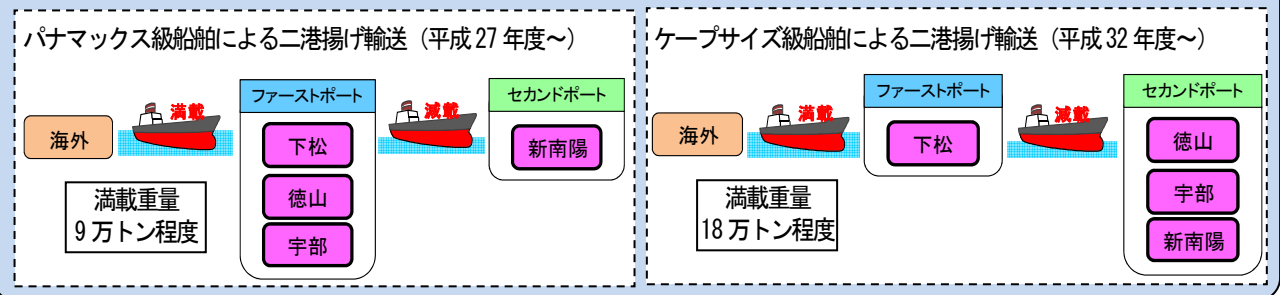 パナマックス級船舶による二港揚げ輸送（平成27年度～）
海外
満載
ファーストポート
下松
徳山
宇部
減載
セカンドポート
新南陽
満載重量
9万トン程度
ケープサイズ級船舶による二港揚げ輸送（平成32年度～）
海外
満載
ファーストポート
下松
減載
セカンドポート
徳山
宇部
新南陽
満載重量
18万トン程度